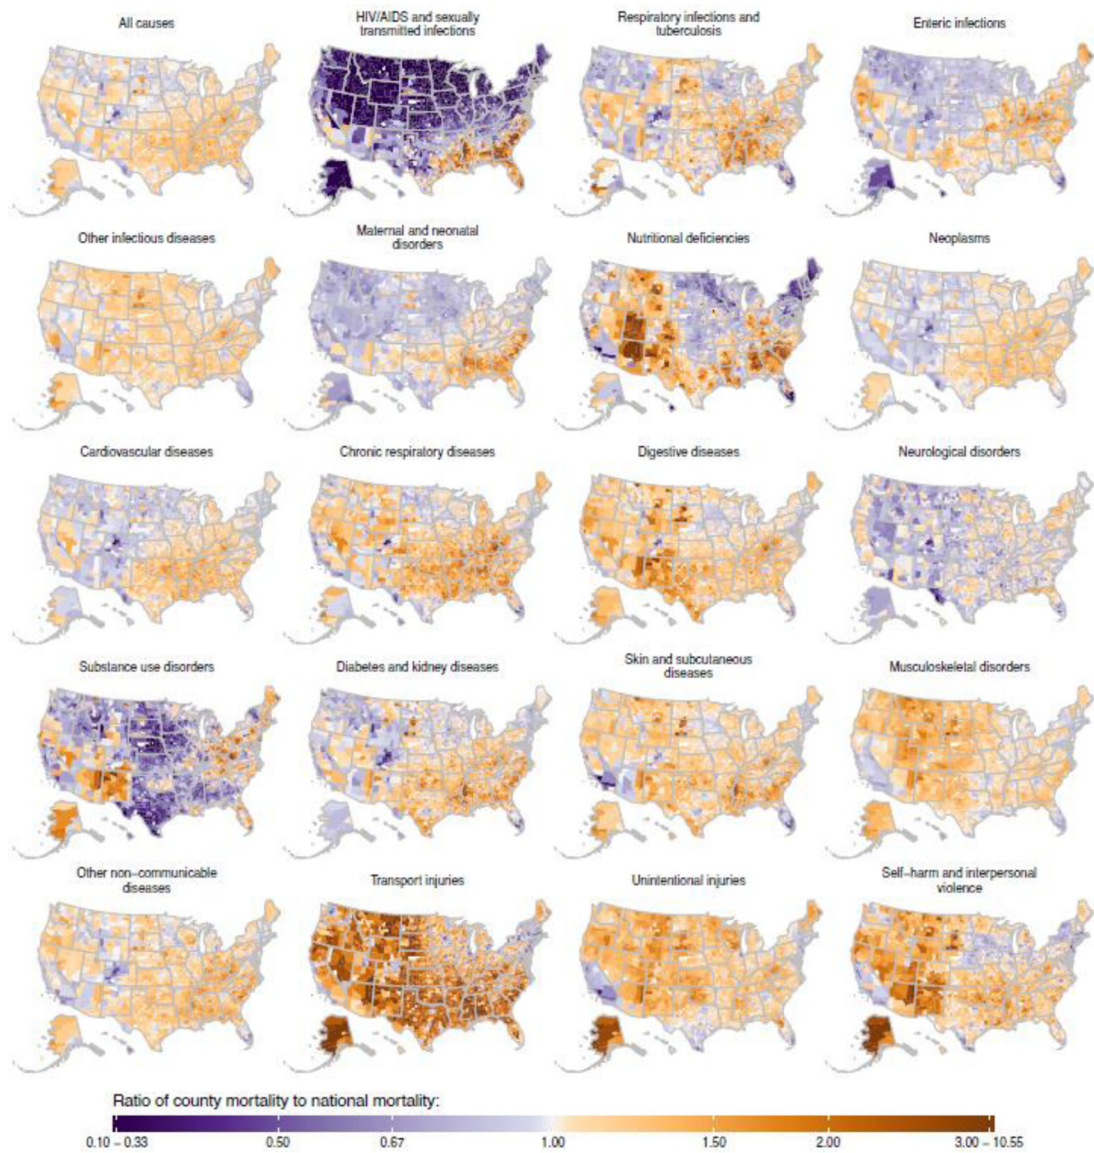 All causes
HIV/AIDS and sexually
transmitted infections
Respiratory infections and
tuberculosis
Enteric infections
Other infectious diseases
Maternal and neonatal
disorders
Nutritional deficiencies
Neoplasms
Cardiovascular diseases
Chronic respiratory diseases
Digestive diseases
Neurological disorders
Substance use disorders
Diabetes and kidney diseases
Skin and subcutaneous
diseases
Musculoskeletal disorders
Other non−communicable
diseases
Transport injuries
Unintentional injuries
Self−harm and interpersonal
violence
Ratio of county mortality to national mortality:
0.10 − 0.33 0.50 0.67 1.00 1.50 2.00 3.00 − 10.55